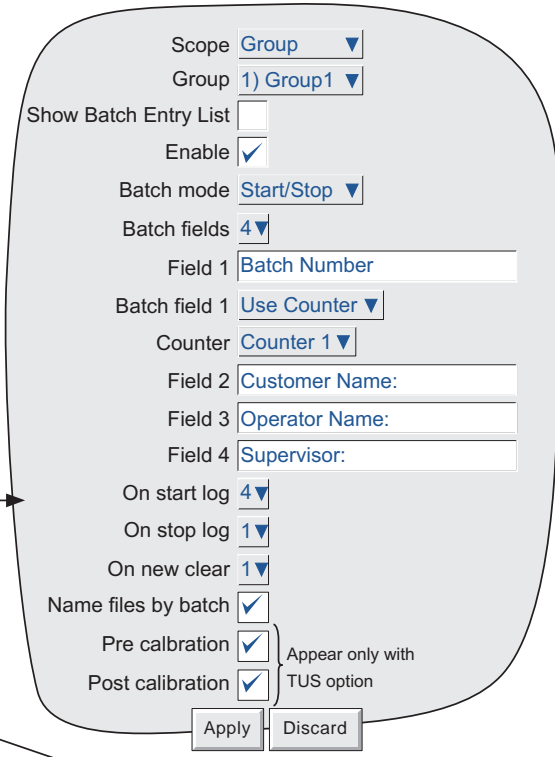 Scope Group
Group 1) Group1
Show Batch Entry List
Enable
Batch mode Start/Stop
Batch fields 4
Field 1 Batch Number
Batch field 1 Use Counter
Counter Counter 1
Field 2 Customer Name:
Field 3 Operator Name:
Field 4 Supervisor:
On start log 4
On stop log 1
On new clear 1
Name files by batch
Pre calbration
Post calibration
Appear only with
TUS option
Apply Discard